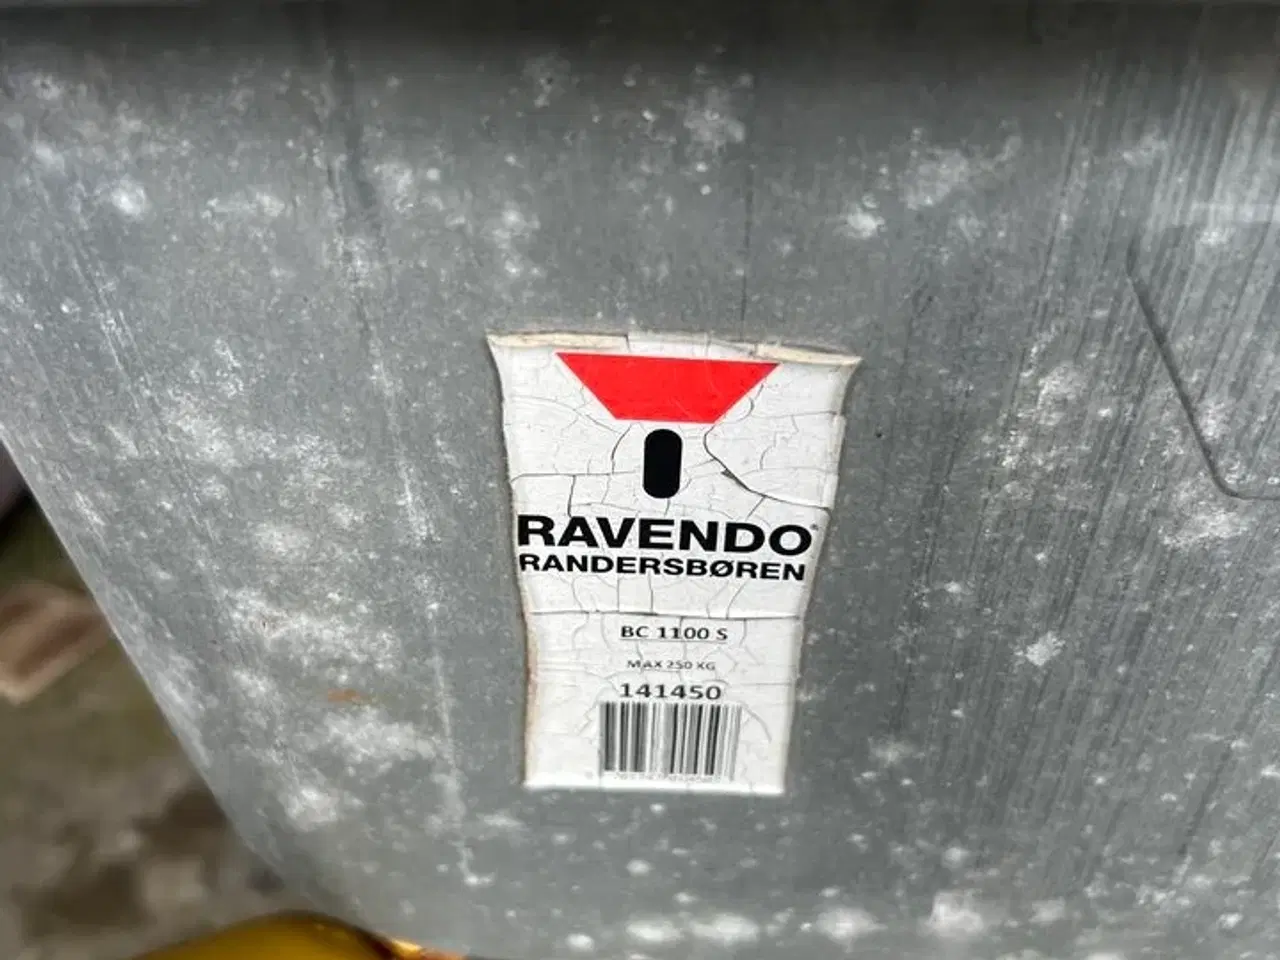 RAVENDO®
RANDERSBØREN
BC 1100 S
MAX 250 KG
141450